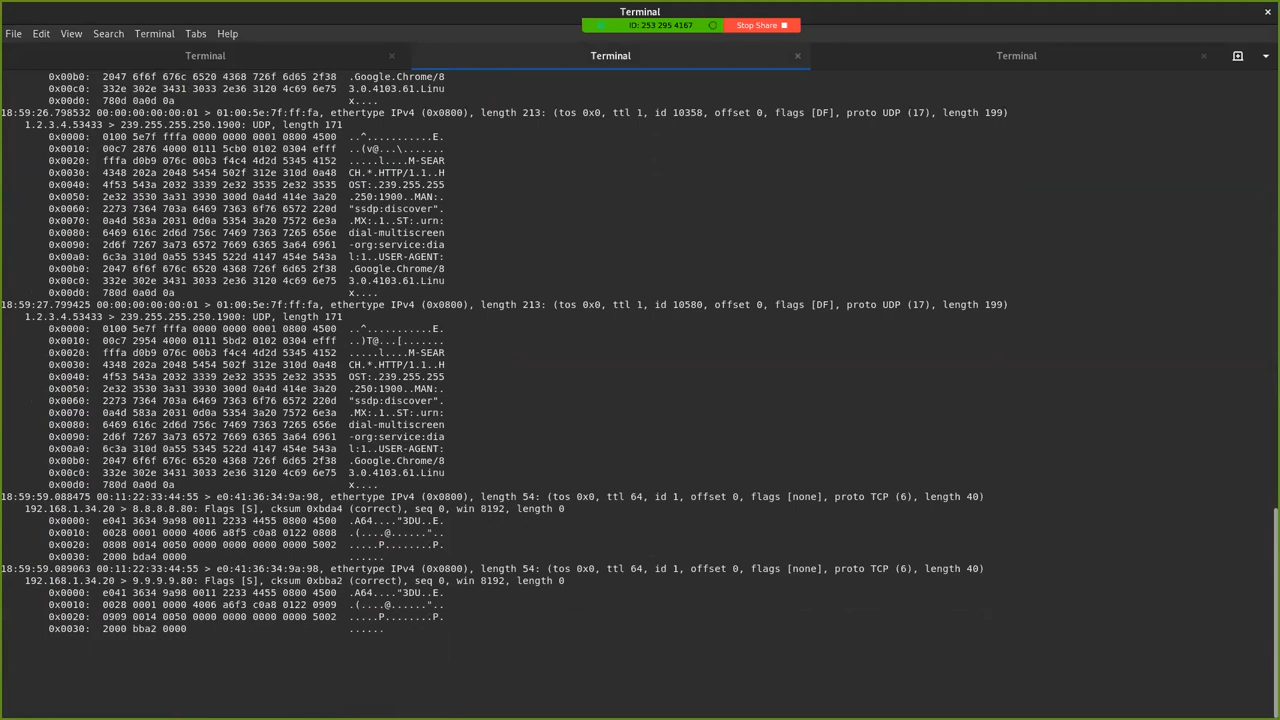 Terminal
ID: 253 295 4167 Stop Share
File Edit View Search Terminal Tabs Help
Terminal Terminal Terminal
0x00b0: 2047 6f6f 676c 6520 4368 726f 6d65 2f38 .Google.Chrome/8
0x00c0: 332e 302e 3431 3033 2e36 3120 4c69 6e75 3.0.4103.61.Linu
0x00d0: 780d 0a0d 0a x....
18:59:26.798532 00:00:00:00:00:01 > 01:00:5e:7f:ff:fa, ethertype IPv4 (0x0800), length 213: (tos 0x0, ttl 1, id 10358, offset 0, flags [DF], proto UDP (17), length 199)
1.2.3.4.53433 > 239.255.255.250.1900: UDP, length 171
0x0000: 0100 5e7f fffa 0000 0000 0001 0800 4500 ..^...........E.
0x0010: 00c7 2876 4000 0111 5cb0 0102 0304 efff ..(v@...\.......
0x0020: fffa d0b9 076c 00b3 f4c4 4d2d 5345 4152 .....l....M-SEAR
0x0030: 4348 202a 2048 5454 502f 312e 310d 0a48 CH.*.HTTP/1.1..H
0x0040: 4f53 543a 2032 3339 2e32 3535 2e32 3535 OST:.239.255.255
0x0050: 2e32 3530 3a31 3930 300d 0a4d 414e 3a20 .250:1900..MAN:.
0x0060: 2273 7364 703a 6469 7363 6f76 6572 220d "ssdp:discover".
0x0070: 0a4d 583a 2031 0d0a 5354 3a20 7572 6e3a .MX:.1..ST:.urn:
0x0080: 6469 616c 2d6d 756c 7469 7363 7265 656e dial-multiscreen
0x0090: 2d6f 7267 3a73 6572 7669 6365 3a64 6961 -org:service:dia
0x00a0: 6c3a 310d 0a55 5345 522d 4147 454e 543a l:1..USER-AGENT:
0x00b0: 2047 6f6f 676c 6520 4368 726f 6d65 2f38 .Google.Chrome/8
0x00c0: 332e 302e 3431 3033 2e36 3120 4c69 6e75 3.0.4103.61.Linu
0x00d0: 780d 0a0d 0a x....
18:59:27.799425 00:00:00:00:00:01 > 01:00:5e:7f:ff:fa, ethertype IPv4 (0x0800), length 213: (tos 0x0, ttl 1, id 10580, offset 0, flags [DF], proto UDP (17), length 199)
1.2.3.4.53433 > 239.255.255.250.1900: UDP, length 171
0x0000: 0100 5e7f fffa 0000 0000 0001 0800 4500 ..^...........E.
0x0010: 00c7 2954 4000 0111 5bd2 0102 0304 efff ..)T@...[.......
0x0020: fffa d0b9 076c 00b3 f4c4 4d2d 5345 4152 .....l....M-SEAR
0x0030: 4348 202a 2048 5454 502f 312e 310d 0a48 CH.*.HTTP/1.1..H
0x0040: 4f53 543a 2032 3339 2e32 3535 2e32 3535 OST:.239.255.255
0x0050: 2e32 3530 3a31 3930 300d 0a4d 414e 3a20 .250:1900..MAN:.
0x0060: 2273 7364 703a 6469 7363 6f76 6572 220d "ssdp:discover".
0x0070: 0a4d 583a 2031 0d0a 5354 3a20 7572 6e3a .MX:.1..ST:.urn:
0x0080: 6469 616c 2d6d 756c 7469 7363 7265 656e dial-multiscreen
0x0090: 2d6f 7267 3a73 6572 7669 6365 3a64 6961 -org:service:dia
0x00a0: 6c3a 310d 0a55 5345 522d 4147 454e 543a l:1..USER-AGENT:
0x00b0: 2047 6f6f 676c 6520 4368 726f 6d65 2f38 .Google.Chrome/8
0x00c0: 332e 302e 3431 3033 2e36 3120 4c69 6e75 3.0.4103.61.Linu
0x00d0: 780d 0a0d 0a x....
18:59:59.088475 00:11:22:33:44:55 > e0:41:36:34:9a:98, ethertype IPv4 (0x0800), length 54: (tos 0x0, ttl 64, id 1, offset 0, flags [none], proto TCP (6), length 40)
192.168.1.34.20 > 8.8.8.8.80: Flags [S], cksum 0xbda4 (correct), seq 0, win 8192, length 0
0x0000: e041 3634 9a98 0011 2233 4455 0800 4500 .A64...."3DU..E.
0x0010: 0028 0001 0000 4006 a8f5 c0a8 0122 0808 .(....@......"..
0x0020: 0808 0014 0050 0000 0000 0000 0000 5002 .....P........P.
0x0030: 2000 bda4 0000 ......
18:59:59.089063 00:11:22:33:44:55 > e0:41:36:34:9a:98, ethertype IPv4 (0x0800), length 54: (tos 0x0, ttl 64, id 1, offset 0, flags [none], proto TCP (6), length 40)
192.168.1.34.20 > 9.9.9.9.80: Flags [S], cksum 0xbba2 (correct), seq 0, win 8192, length 0
0x0000: e041 3634 9a98 0011 2233 4455 0800 4500 .A64...."3DU..E.
0x0010: 0028 0001 0000 4006 a6f3 c0a8 0122 0909 .(....@......"..
0x0020: 0909 0014 0050 0000 0000 0000 0000 5002 .....P........P.
0x0030: 2000 bba2 0000 ......